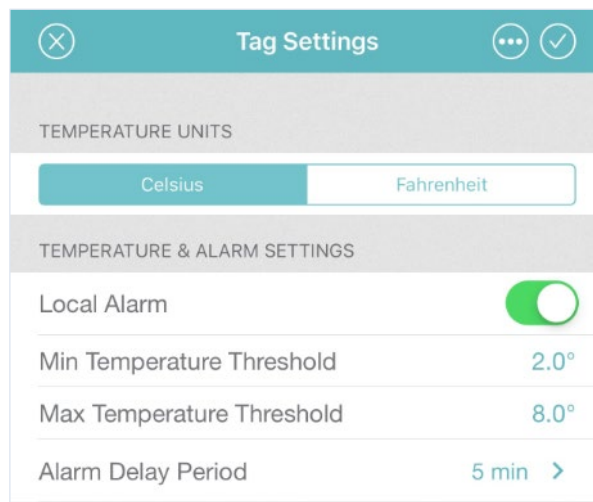 Tag Settings
TEMPERATURE UNITS
Celsius Fahrenheit
TEMPERATURE & ALARM SETTINGS
Local Alarm
Min Temperature Threshold 2.0°
Max Temperature Threshold 8.0°
Alarm Delay Period 5 min >